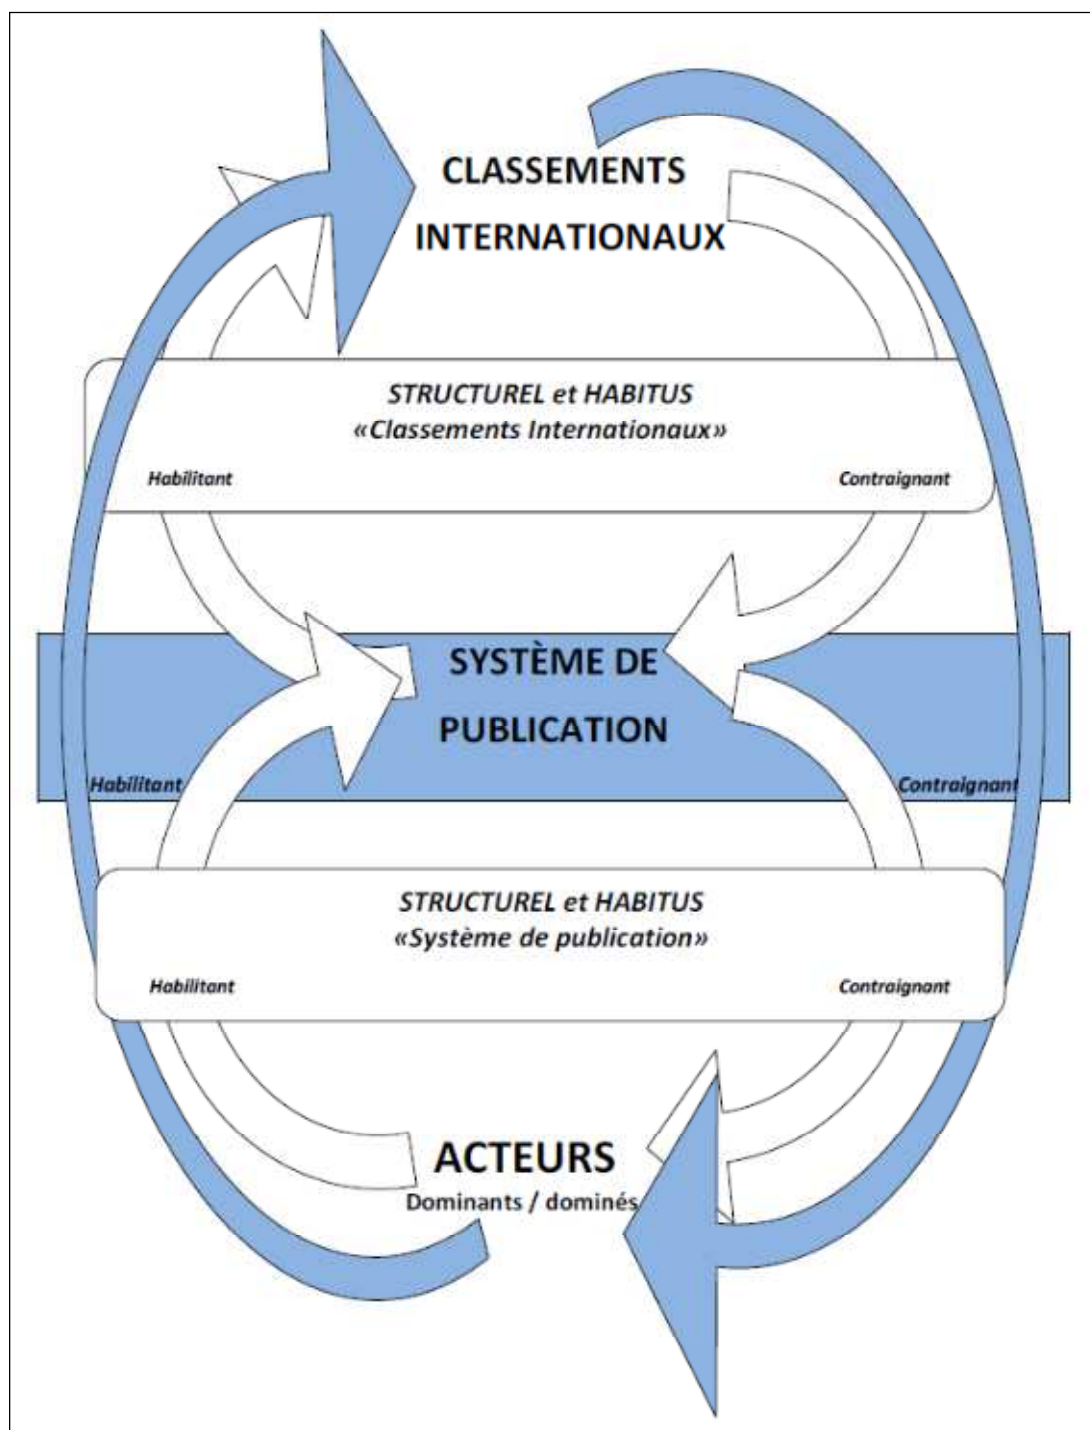 CLASSEMENTS
INTERNATIONAUX
STRUCTUREL et HABITUS
«Classements Internationaux»
Habilitant Contraignant
SYSTÈME DE
PUBLICATION
Habilitant Contraignant
STRUCTUREL et HABITUS
«Système de publication»
Habilitant Contraignant
ACTEURS
Dominants / dominés